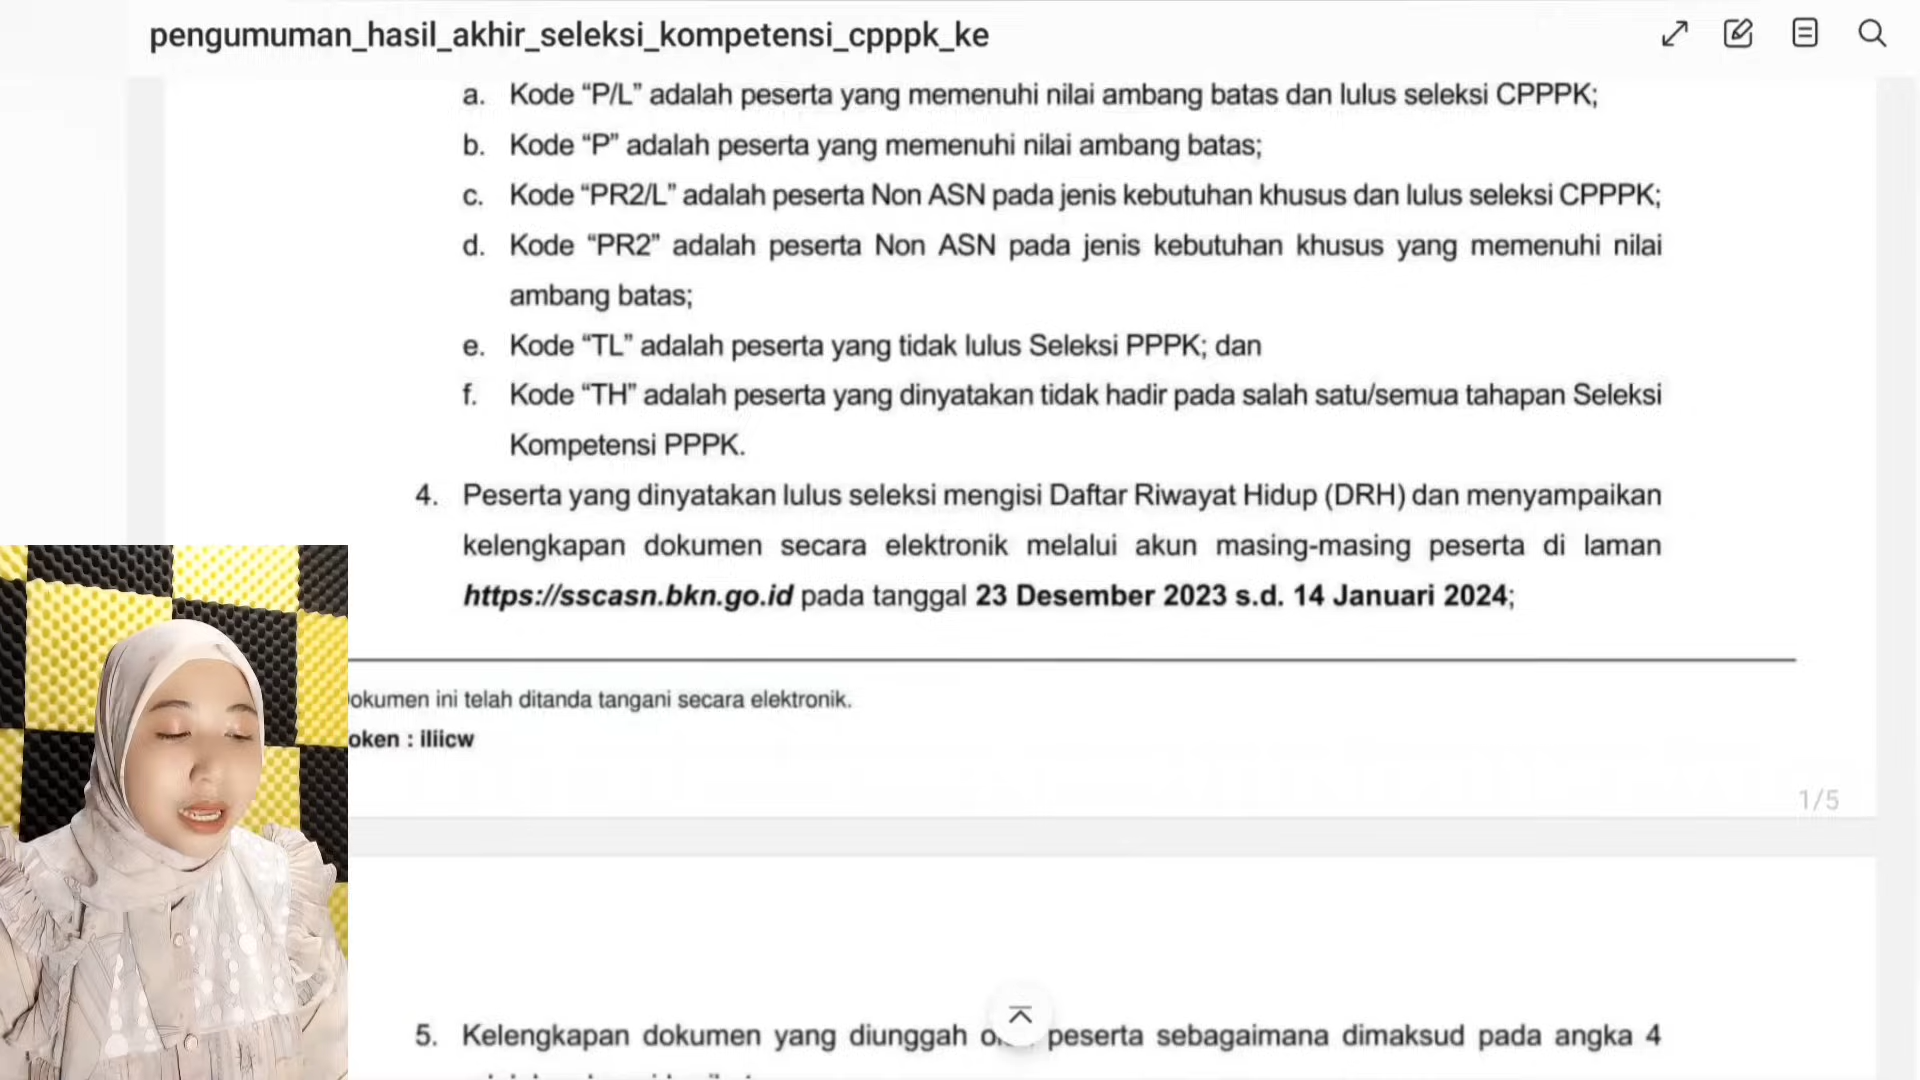 pengumuman_hasil_akhir_seleksi_kompetensi_cpppk_ke
a. Kode “P/L” adalah peserta yang memenuhi nilai ambang batas dan lulus seleksi CPPPK;
b. Kode “P” adalah peserta yang memenuhi nilai ambang batas;
c. Kode “PR2/L” adalah peserta Non ASN pada jenis kebutuhan khusus dan lulus seleksi CPPPK;
d. Kode “PR2” adalah peserta Non ASN pada jenis kebutuhan khusus yang memenuhi nilai
ambang batas;
e. Kode “TL” adalah peserta yang tidak lulus Seleksi PPPK; dan
f. Kode “TH” adalah peserta yang dinyatakan tidak hadir pada salah satu/semua tahapan Seleksi
Kompetensi PPPK.
4. Peserta yang dinyatakan lulus seleksi mengisi Daftar Riwayat Hidup (DRH) dan menyampaikan
kelengkapan dokumen secara elektronik melalui akun masing-masing peserta di laman
https://sscasn.bkn.go.id pada tanggal 23 Desember 2023 s.d. 14 Januari 2024;
okumen ini telah ditanda tangani secara elektronik.
oken : iliicw
1/5
5. Kelengkapan dokumen yang diunggah peserta sebagaimana dimaksud pada angka 4